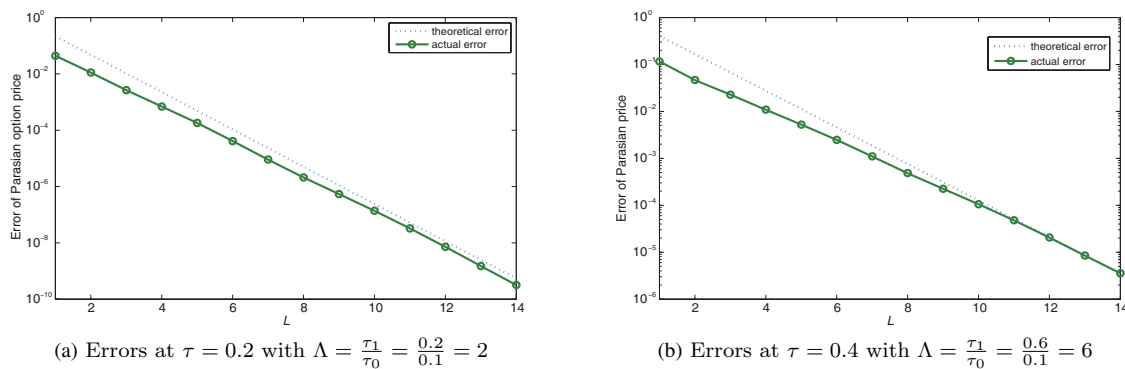 10⁰
10⁻²
10⁻⁴
10⁻⁶
10⁻⁸
10⁻¹⁰
Error of Parasian option price
2 4 6 8 10 12 14
L
theoretical error
actual error
(a) Errors at τ = 0.2 with Λ = τ₁/τ₀ = 0.2/0.1 = 2
10⁰
10⁻¹
10⁻²
10⁻³
10⁻⁴
10⁻⁵
10⁻⁶
Error of Parasian price
2 4 6 8 10 12 14
L
theoretical error
actual error
(b) Errors at τ = 0.4 with Λ = τ₁/τ₀ = 0.6/0.1 = 6